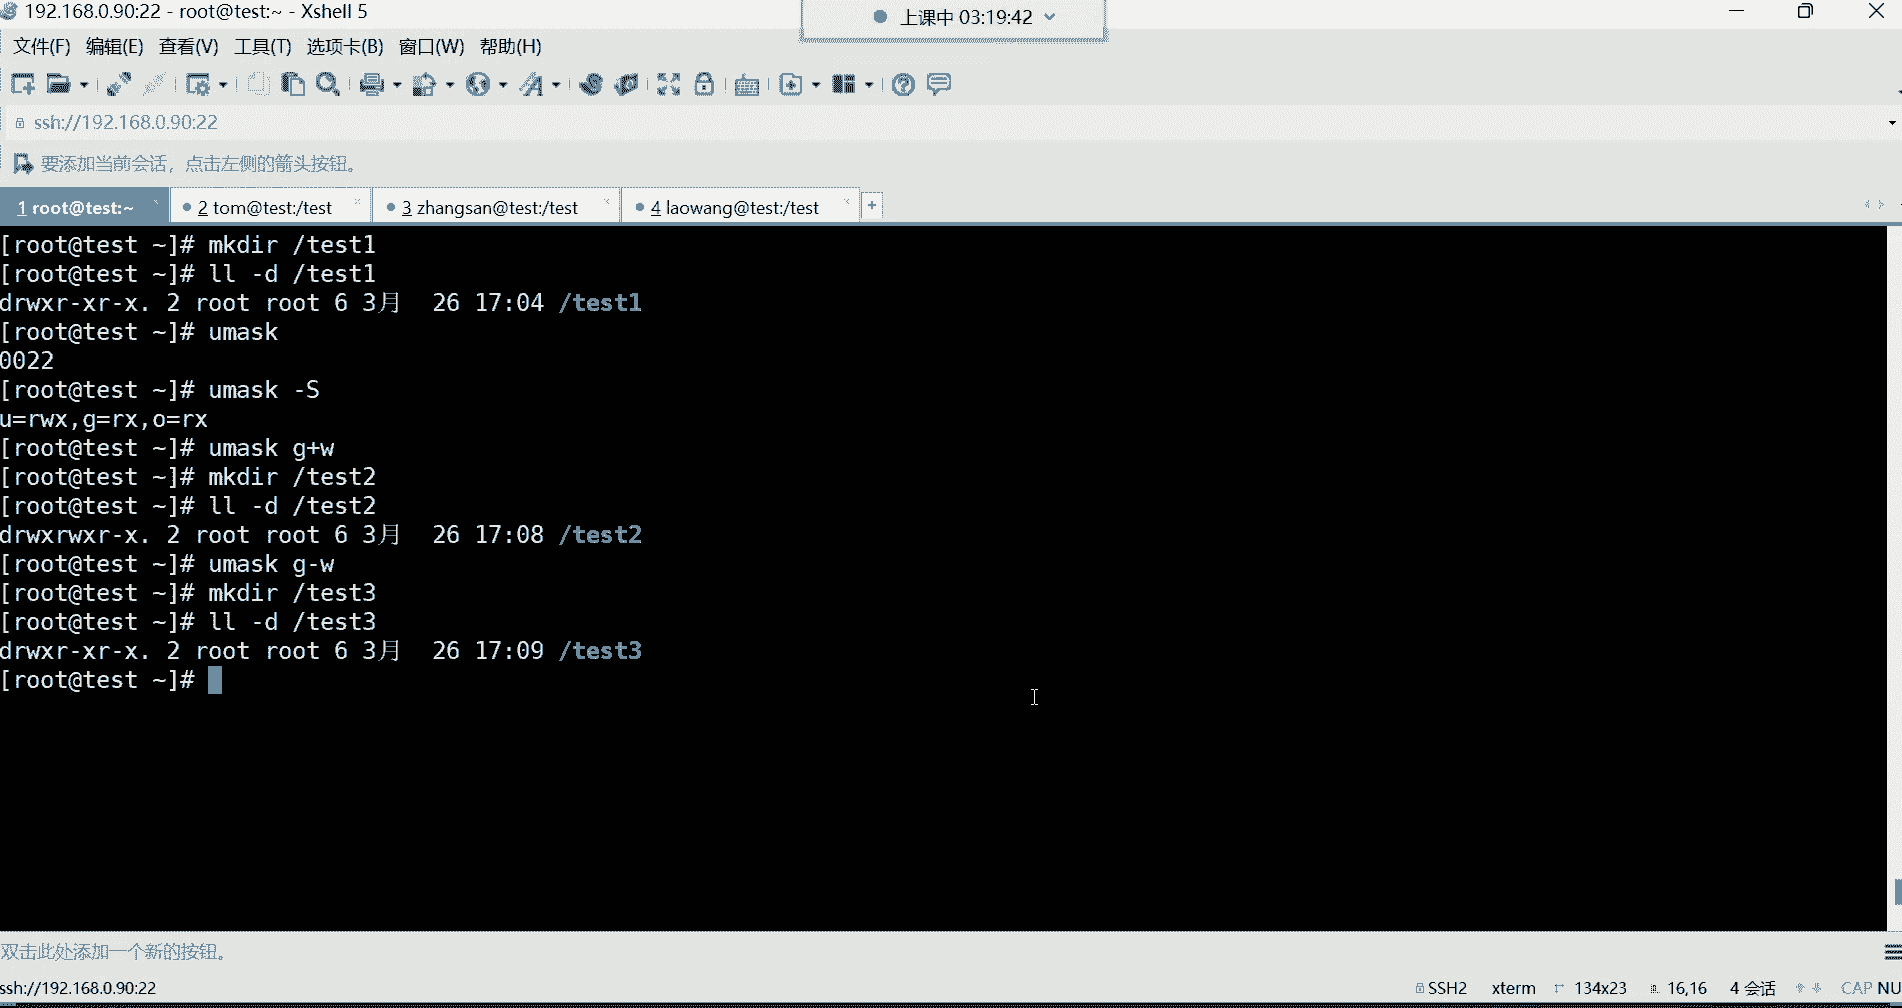 192.168.0.90:22 - root@test:~ - Xshell 5
上课中 03:19:42
文件(F) 编辑(E) 查看(V) 工具(T) 选项卡(B) 窗口(W) 帮助(H)
ssh://192.168.0.90:22
要添加当前会话，点击左侧的箭头按钮。
1 root@test:~ 2 tom@test:/test 3 zhangsan@test:/test 4 laowang@test:/test
[root@test ~]# mkdir /test1
[root@test ~]# ll -d /test1
drwxr-xr-x. 2 root root 6 3月  26 17:04 /test1
[root@test ~]# umask
0022
[root@test ~]# umask -S
u=rwx,g=rx,o=rx
[root@test ~]# umask g+w
[root@test ~]# mkdir /test2
[root@test ~]# ll -d /test2
drwxrwxr-x. 2 root root 6 3月  26 17:08 /test2
[root@test ~]# umask g-w
[root@test ~]# mkdir /test3
[root@test ~]# ll -d /test3
drwxr-xr-x. 2 root root 6 3月  26 17:09 /test3
[root@test ~]#
双击此处添加一个新的按钮。
ssh://192.168.0.90:22 SSH2 xterm 134x23 16,16 4 会话 CAP NU